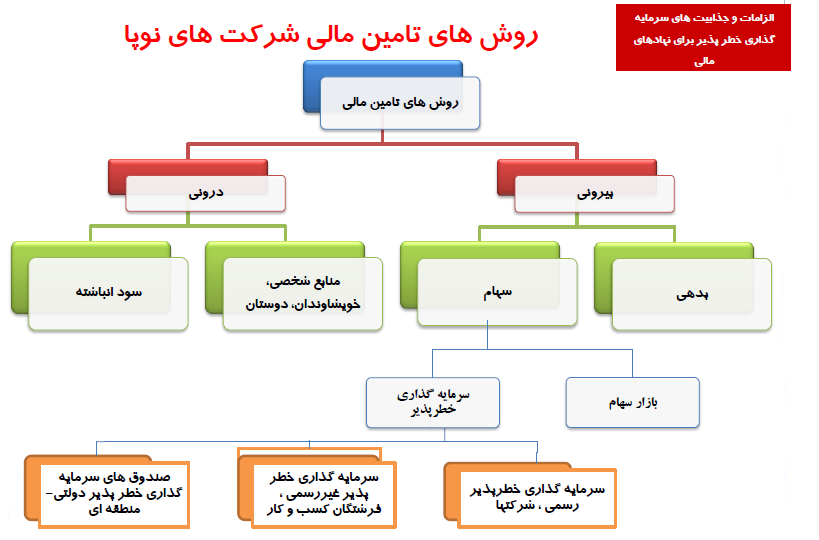 الزامات و جذابیت های سرمایه
گذاری خطر پذیر برای نهادهای
مالی
روش های تامین مالی شرکت های نوپا
روش های تامین مالی
بیرونی
درونی
بدهی
سهام
منابع شخصی،
خویشاوندان، دوستان
سود انباشته
بازار سهام
سرمایه گذاری
خطرپذیر
سرمایه گذاری خطرپذیر
رسمی ، شرکتها
سرمایه گذاری خطر
پذیر غیررسمی ،
فرشتگان کسب و کار
صندوق های سرمایه
گذاری خطر پذیر دولتی-
منطقه ای